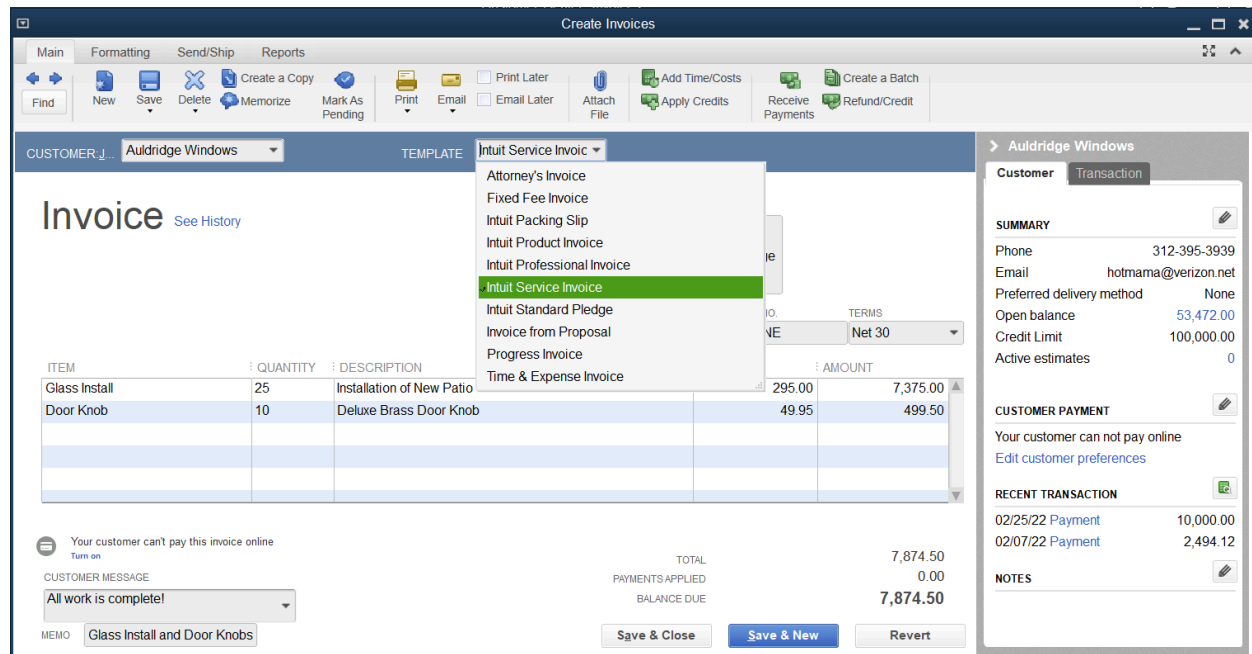 Create Invoices
Main Formatting Send/Ship Reports
Find
New
Save
Delete
Create a Copy
Memorize
Mark As
Pending
Print
Email
Print Later
Email Later
Attach
File
Add Time/Costs
Apply Credits
Receive
Payments
Create a Batch
Refund/Credit
CUSTOMER:J... Auldridge Windows TEMPLATE Intuit Service Invoic
Attorney's Invoice
Fixed Fee Invoice
Intuit Packing Slip
Intuit Product Invoice
Intuit Professional Invoice
Intuit Service Invoice
Intuit Standard Pledge
Invoice from Proposal
Progress Invoice
Time & Expense Invoice
Invoice See History
TERMS
Net 30
ITEM QUANTITY DESCRIPTION AMOUNT
Glass Install 25 Installation of New Patio 295.00 7,375.00
Door Knob 10 Deluxe Brass Door Knob 49.95 499.50
Your customer can't pay this invoice online
Turn on
CUSTOMER MESSAGE
All work is complete!
MEMO Glass Install and Door Knobs
TOTAL 7,874.50
PAYMENTS APPLIED 0.00
BALANCE DUE 7,874.50
Save & Close Save & New Revert
Auldridge Windows
Customer Transaction
SUMMARY
Phone 312-395-3939
Email hotmama@verizon.net
Preferred delivery method None
Open balance 53,472.00
Credit Limit 100,000.00
Active estimates 0
CUSTOMER PAYMENT
Your customer can not pay online
Edit customer preferences
RECENT TRANSACTION
02/25/22 Payment 10,000.00
02/07/22 Payment 2,494.12
NOTES